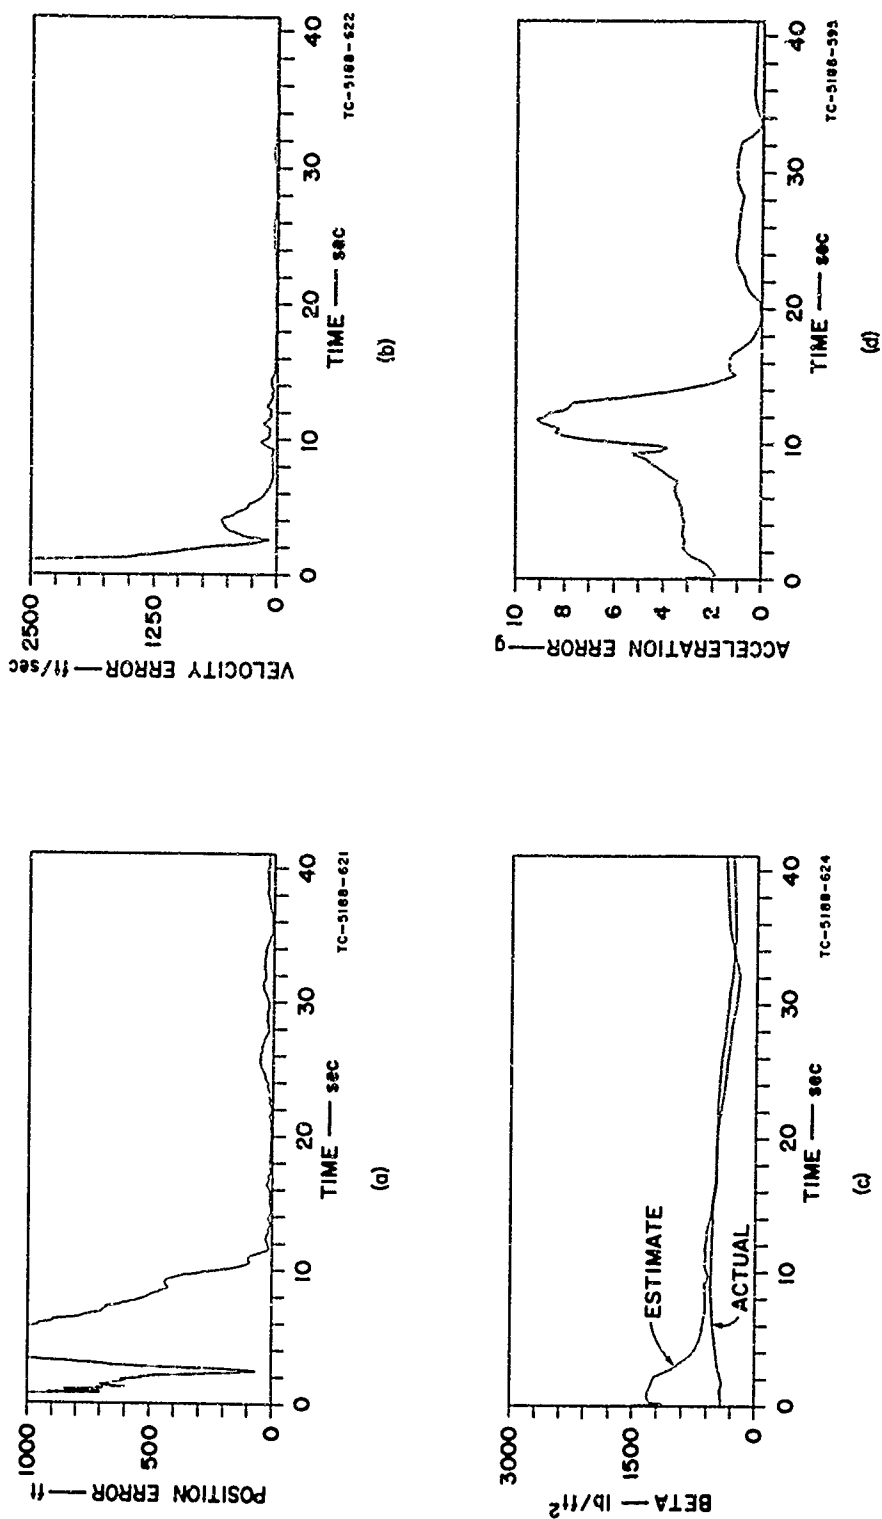 POSITION ERROR — ft
1000
500
0
0
10
20
30
40
TIME — sec
TC-5188-621
(a)
VELOCITY ERROR — ft/sec
2500
1250
0
0
10
20
30
40
TIME — sec
TC-5188-622
(b)
BETA — lb/ft²
3000
1500
0
ESTIMATE
ACTUAL
0
10
20
30
40
TIME — sec
TC-5188-624
(c)
ACCELERATION ERROR — g
10
8
6
4
2
0
0
10
20
30
40
TIME — sec
TC-5188-595
(d)